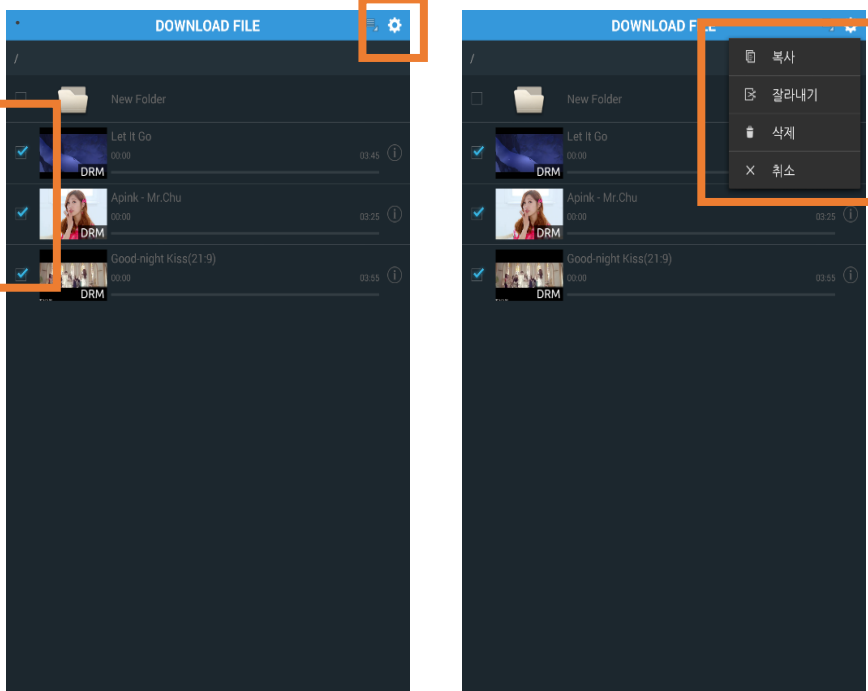 DOWNLOAD FILE
/
New Folder
Let It Go
00:00
03:45
DRM
Apink - Mr.Chu
00:00
03:25
DRM
Good-night Kiss(21:9)
00:00
03:55
DRM
DOWNLOAD FILE
/
복사
잘라내기
삭제
취소
New Folder
Let It Go
00:00
DRM
Apink - Mr.Chu
00:00
03:25
DRM
Good-night Kiss(21:9)
00:00
03:55
DRM